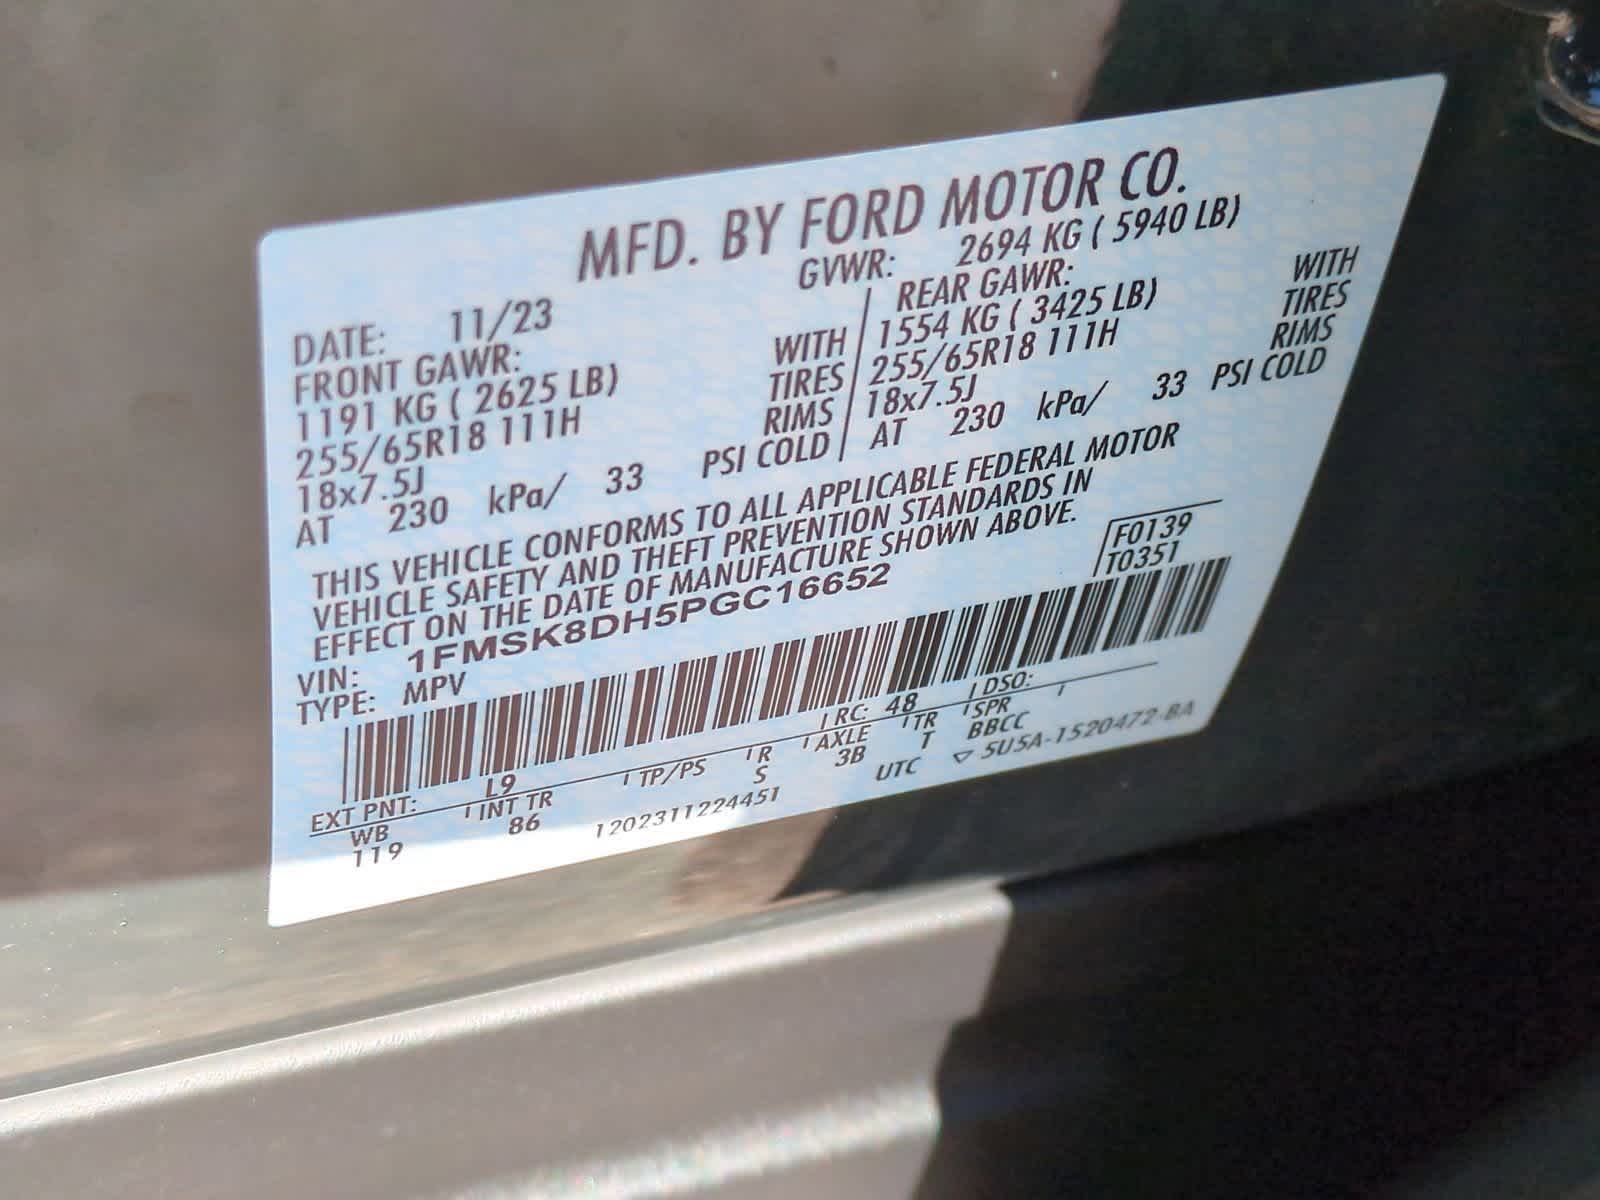 MFD. BY FORD MOTOR CO.
DATE: 11/23 GVWR: 2694 KG ( 5940 LB)
FRONT GAWR: REAR GAWR:
1191 KG ( 2625 LB) WITH 1554 KG ( 3425 LB) WITH
255/65R18 111H TIRES 255/65R18 111H TIRES
18x7.5J RIMS 18x7.5J RIMS
AT 230 kPa/ 33 PSI COLD AT 230 kPa/ 33 PSI COLD
THIS VEHICLE CONFORMS TO ALL APPLICABLE FEDERAL MOTOR
VEHICLE SAFETY AND THEFT PREVENTION STANDARDS IN
EFFECT ON THE DATE OF MANUFACTURE SHOWN ABOVE.
F0139
T0351
VIN: 1FMSK8DH5PGC16652
TYPE: MPV
EXT PNT: L9 RC: 48 DSO:
WB INT TR TP/PS R AXLE TR SPR
119 86 S 3B T BBCC
1202311224451 UTC ▽ 5U5A-1520472-BA